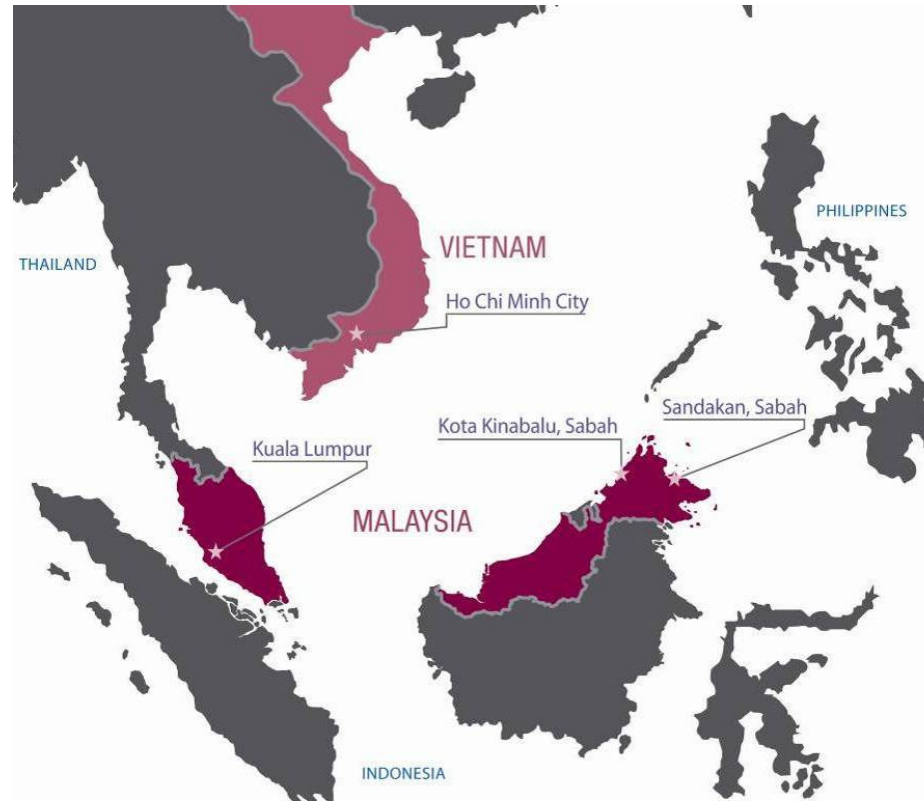 PHILIPPINES
VIETNAM
THAILAND
Ho Chi Minh City
Sandakan, Sabah
Kota Kinabalu, Sabah
Kuala Lumpur
MALAYSIA
INDONESIA